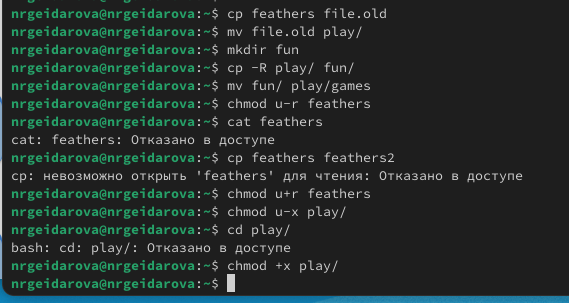 nrgeidarova@nrgeidarova:~$ cp feathers file.old
nrgeidarova@nrgeidarova:~$ mv file.old play/
nrgeidarova@nrgeidarova:~$ mkdir fun
nrgeidarova@nrgeidarova:~$ cp -R play/ fun/
nrgeidarova@nrgeidarova:~$ mv fun/ play/games
nrgeidarova@nrgeidarova:~$ chmod u-r feathers
nrgeidarova@nrgeidarova:~$ cat feathers
cat: feathers: Отказано в доступе
nrgeidarova@nrgeidarova:~$ cp feathers feathers2
cp: невозможно открыть 'feathers' для чтения: Отказано в доступе
nrgeidarova@nrgeidarova:~$ chmod u+r feathers
nrgeidarova@nrgeidarova:~$ chmod u-x play/
nrgeidarova@nrgeidarova:~$ cd play/
bash: cd: play/: Отказано в доступе
nrgeidarova@nrgeidarova:~$ chmod +x play/
nrgeidarova@nrgeidarova:~$